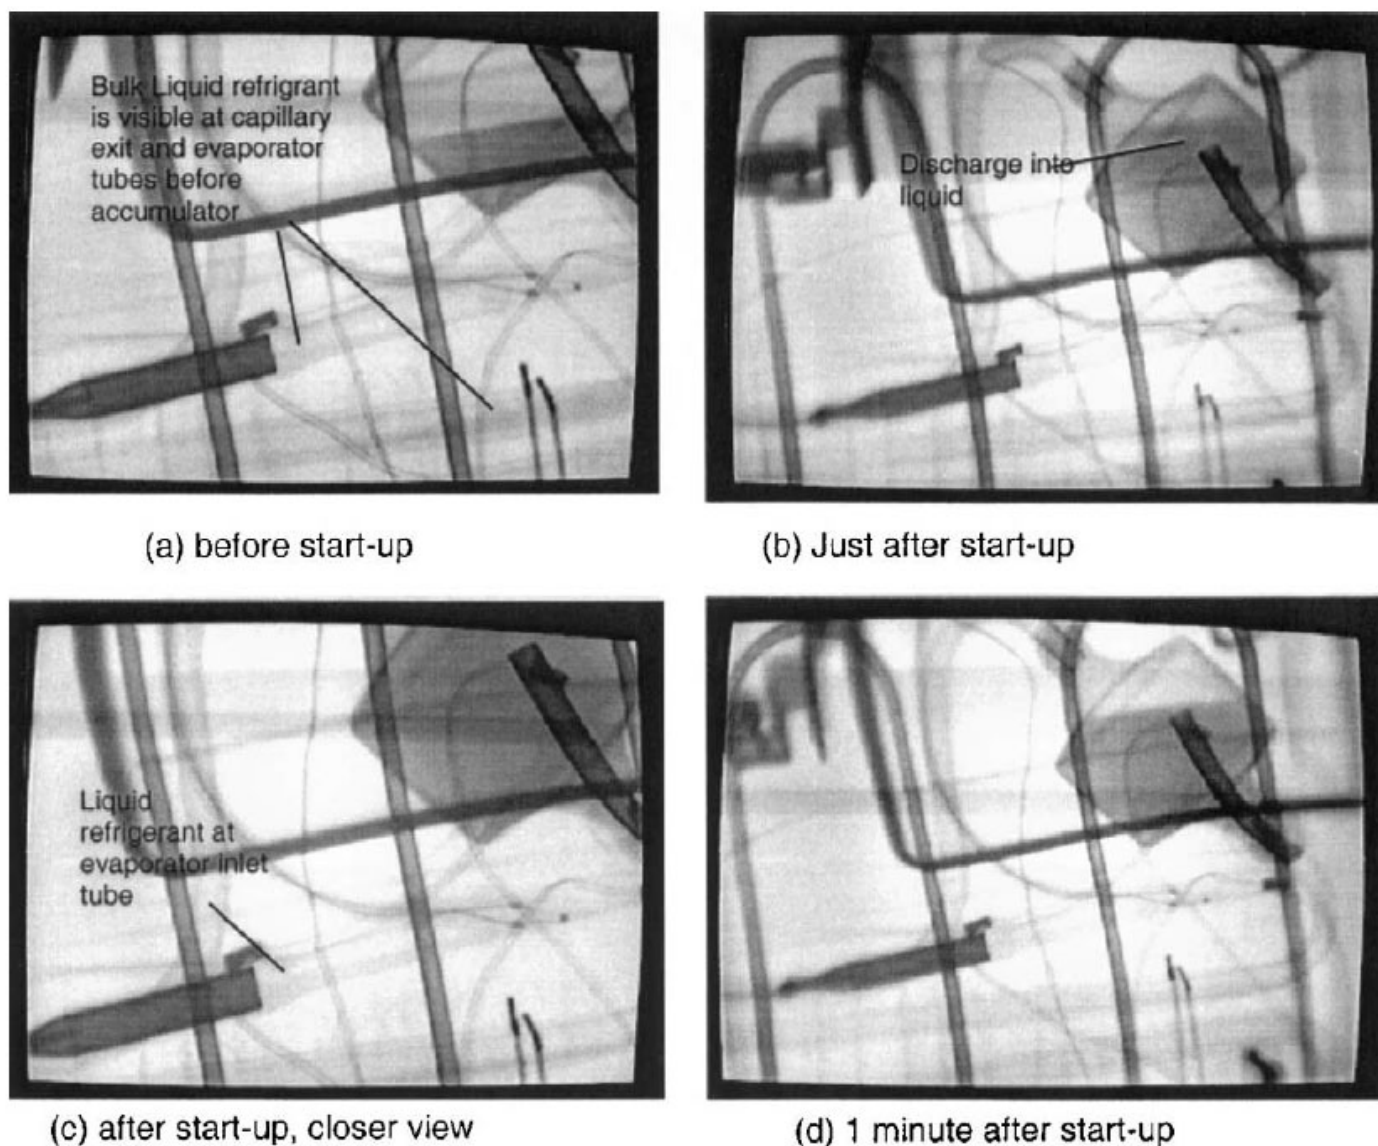 Bulk Liquid refrigrant
is visible at capillary
exit and evaporator
tubes before
accumulator
Discharge into
liquid
(a) before start-up
(b) Just after start-up
Liquid
refrigerant at
evaporator inlet
tube
(c) after start-up, closer view
(d) 1 minute after start-up